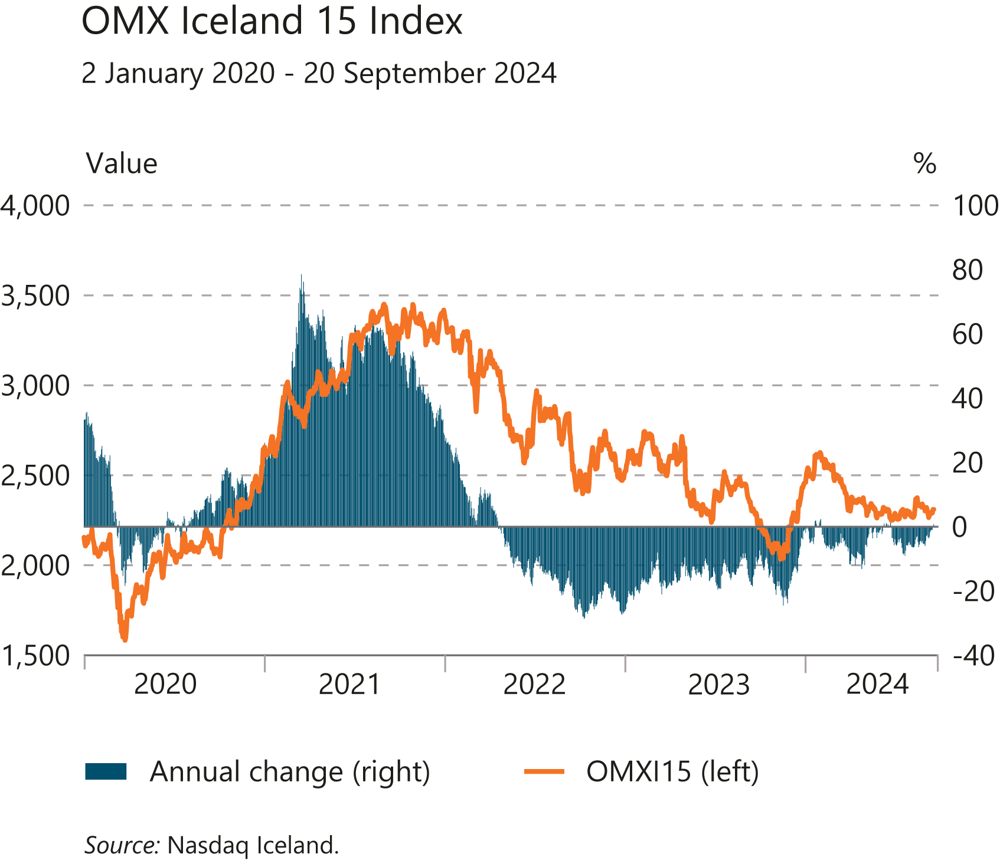 OMX Iceland 15 Index
2 January 2020 - 20 September 2024
Value %
4,000 100
80
3,500
60
3,000
40
2,500
20
0
2,000
-20
1,500 -40
2020 2021 2022 2023 2024
Annual change (right) OMXI15 (left)
Source: Nasdaq Iceland.